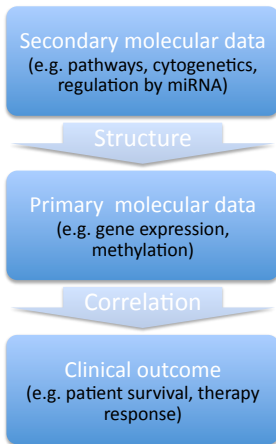 Secondary molecular data
(e.g. pathways, cytogenetics,
regulation by miRNA)
Structure
Primary molecular data
(e.g. gene expression,
methylation)
Correlation
Clinical outcome
(e.g. patient survival, therapy
response)